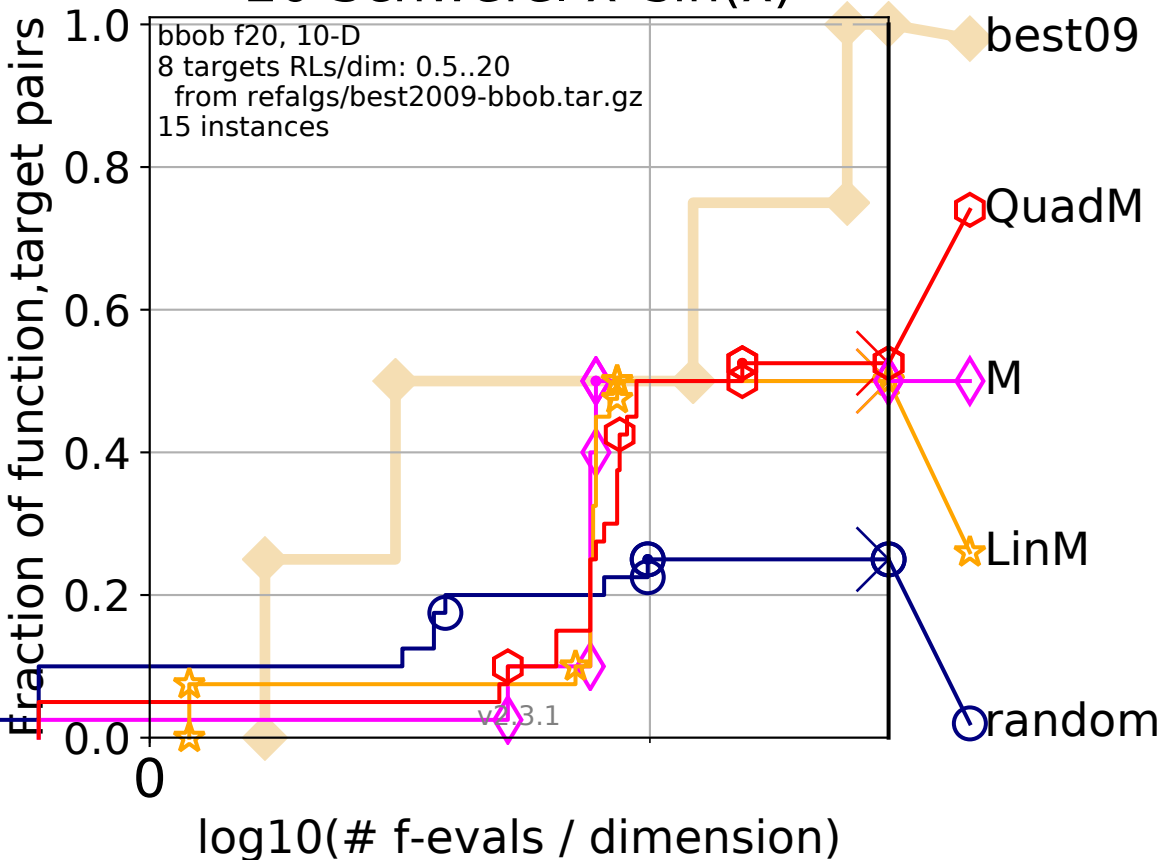 bbob f20, 10-D
8 targets RLs/dim: 0.5..20
from refalgs/best2009-bbob.tar.gz
15 instances
Fraction of function,target pairs
1.0
0.8
0.6
0.4
0.2
0.0
0
log10(# f-evals / dimension)
v2.3.1
best09
QuadM
M
LinM
random